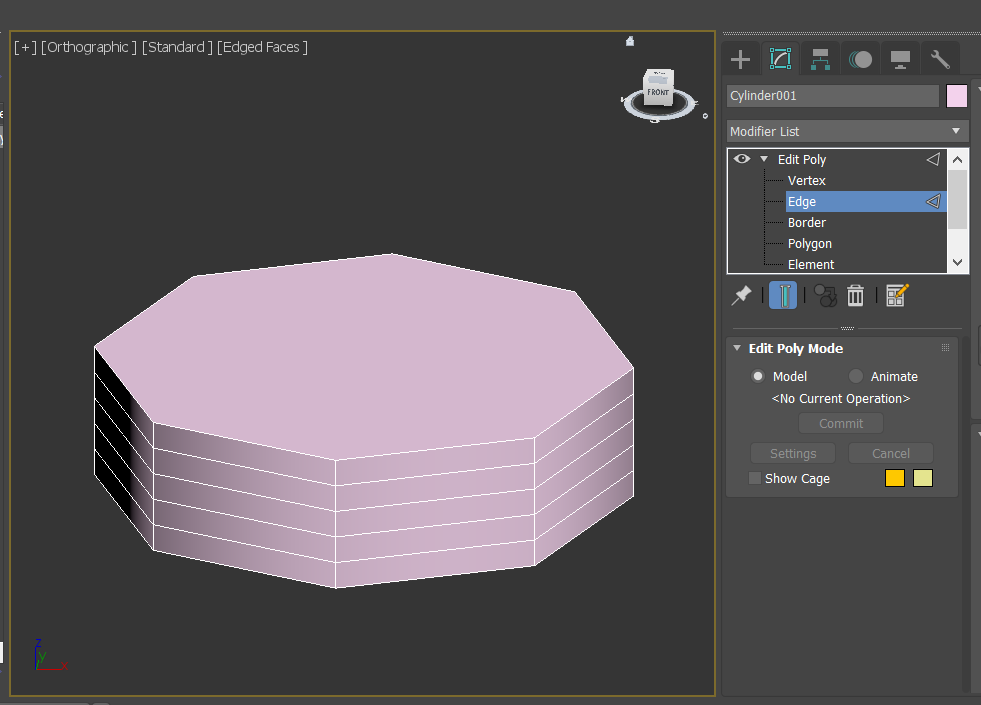 [+] [Orthographic ] [Standard ] [Edged Faces ]
FRONT
z
y
x
Cylinder001
Modifier List
Edit Poly
Vertex
Edge
Border
Polygon
Element
Edit Poly Mode
Model Animate
<No Current Operation>
Commit
Settings Cancel
Show Cage